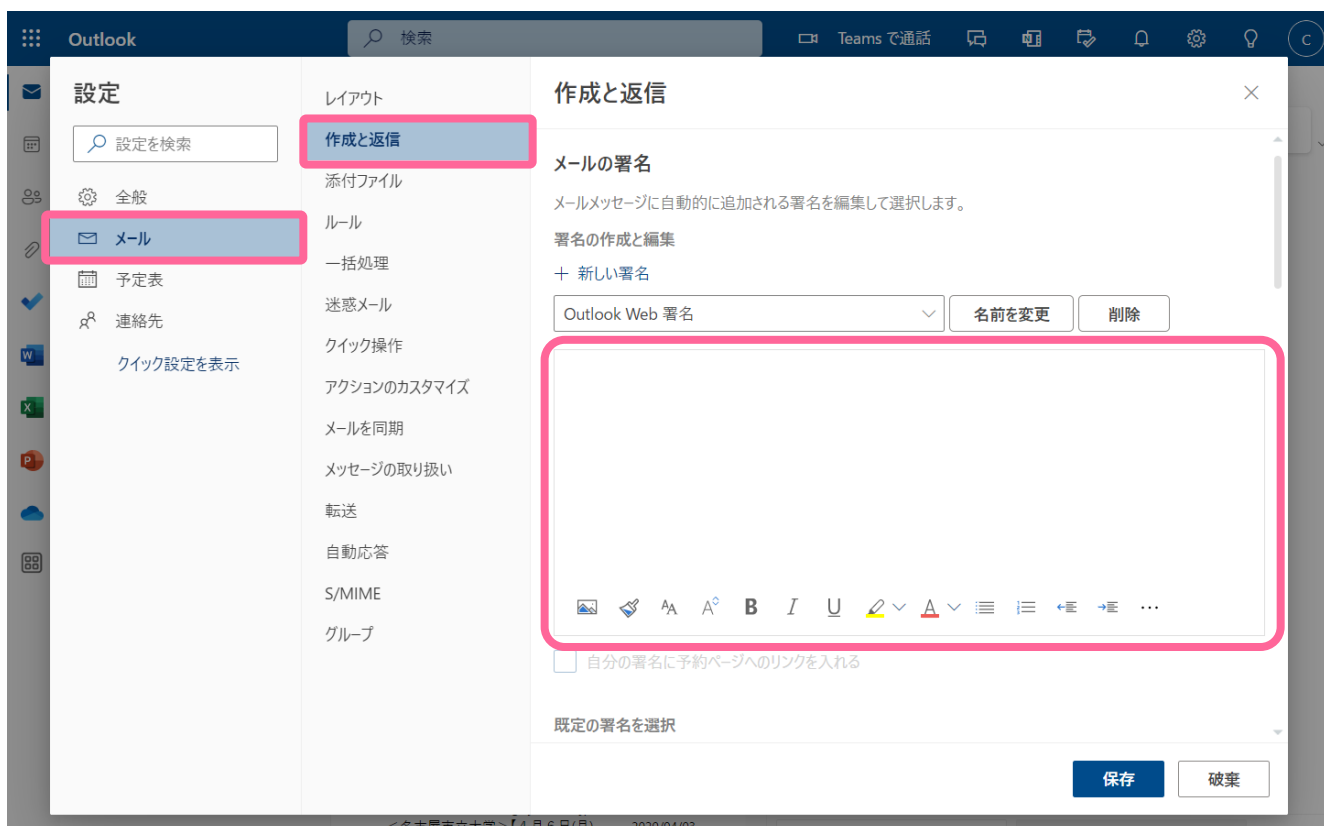 Outlook
検索
Teams で通話
C
設定
設定を検索
全般
メール
予定表
連絡先
クイック設定を表示
レイアウト
作成と返信
添付ファイル
ルール
一括処理
迷惑メール
クイック操作
アクションのカスタマイズ
メールを同期
メッセージの取り扱い
転送
自動応答
S/MIME
グループ
作成と返信
メールの署名
メールメッセージに自動的に追加される署名を編集して選択します。
署名の作成と編集
新しい署名
Outlook Web 署名
名前を変更
削除
自分の署名に予約ページへのリンクを入れる
既定の署名を選択
保存
破棄